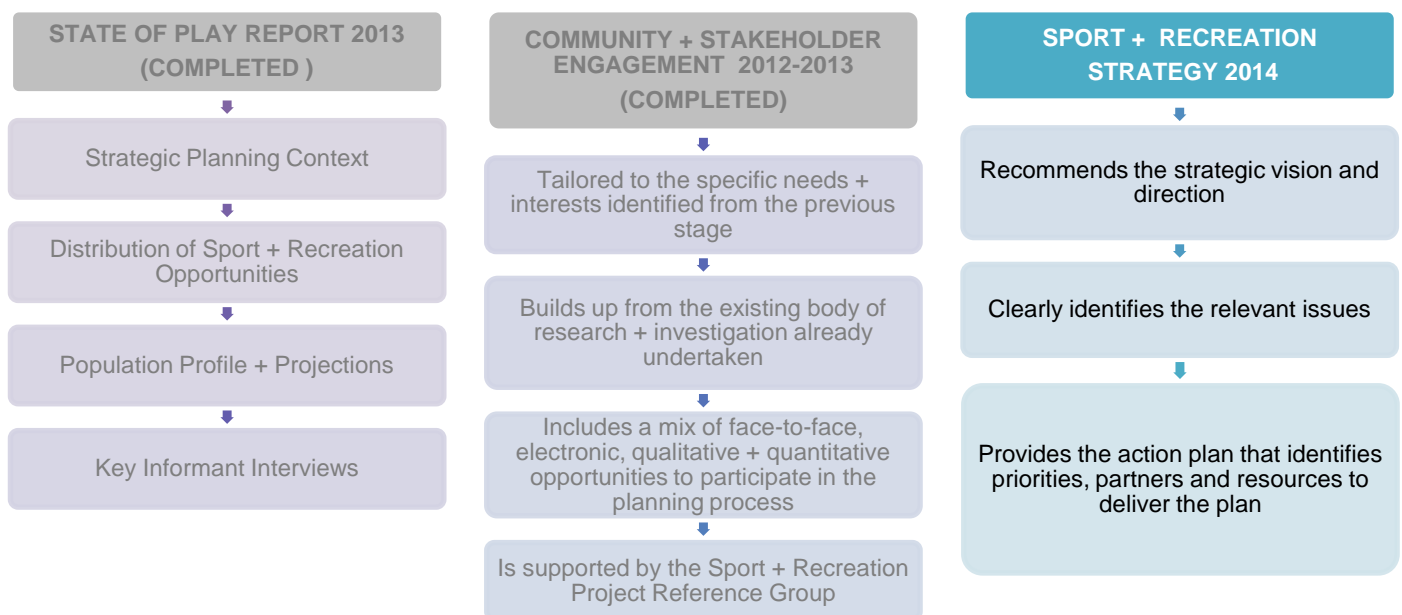 STATE OF PLAY REPORT 2013
(COMPLETED )
Strategic Planning Context
Distribution of Sport + Recreation
Opportunities
Population Profile + Projections
Key Informant Interviews
COMMUNITY + STAKEHOLDER
ENGAGEMENT 2012-2013
(COMPLETED)
Tailored to the specific needs +
interests identified from the previous
stage
Builds up from the existing body of
research + investigation already
undertaken
Includes a mix of face-to-face,
electronic, qualitative + quantitative
opportunities to participate in the
planning process
Is supported by the Sport + Recreation
Project Reference Group
SPORT + RECREATION
STRATEGY 2014
Recommends the strategic vision and
direction
Clearly identifies the relevant issues
Provides the action plan that identifies
priorities, partners and resources to
deliver the plan